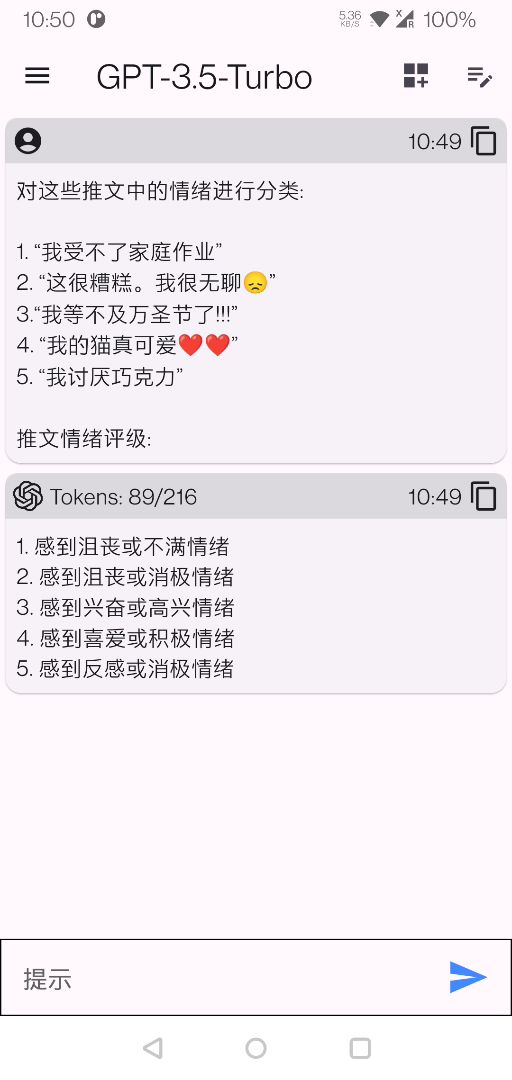 10:50 5.36 KB/S X R 100%
GPT-3.5-Turbo
10:49
对这些推文中的情绪进行分类:
1. “我受不了家庭作业”
2. “这很糟糕。我很无聊😞”
3.“我等不及万圣节了!!!”
4. “我的猫真可爱❤️❤️”
5. “我讨厌巧克力”
推文情绪评级:
Tokens: 89/216 10:49
1. 感到沮丧或不满情绪
2. 感到沮丧或消极情绪
3. 感到兴奋或高兴情绪
4. 感到喜爱或积极情绪
5. 感到反感或消极情绪
提示